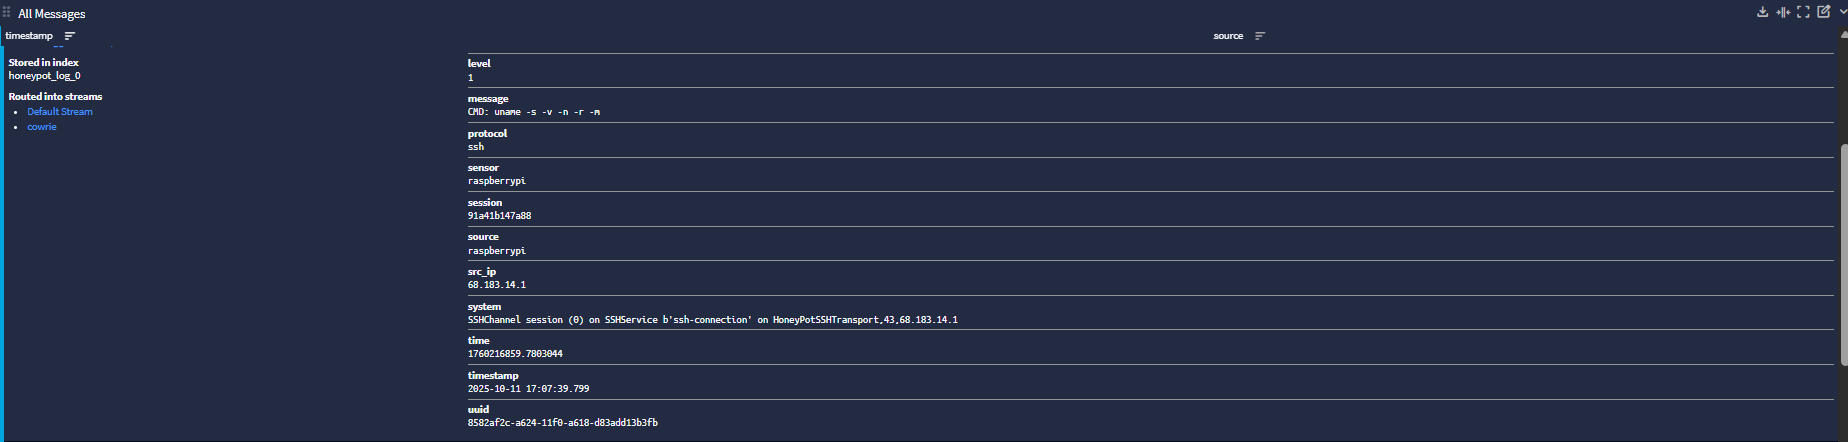 All Messages
timestamp
source
Stored in index
honeypot_log_0
Routed into streams
Default Stream
cowrie
level
1
message
CMD: uname -s -v -n -r -m
protocol
ssh
sensor
raspberrypi
session
91a41b147a88
source
raspberrypi
src_ip
68.183.14.1
system
SSHChannel session (0) on SSHService b'ssh-connection' on HoneyPotSSHTransport,43,68.183.14.1
time
1760216859.7803044
timestamp
2025-10-11 17:07:39.799
uuid
8582af2c-a624-11f0-a618-d83add13b3fb